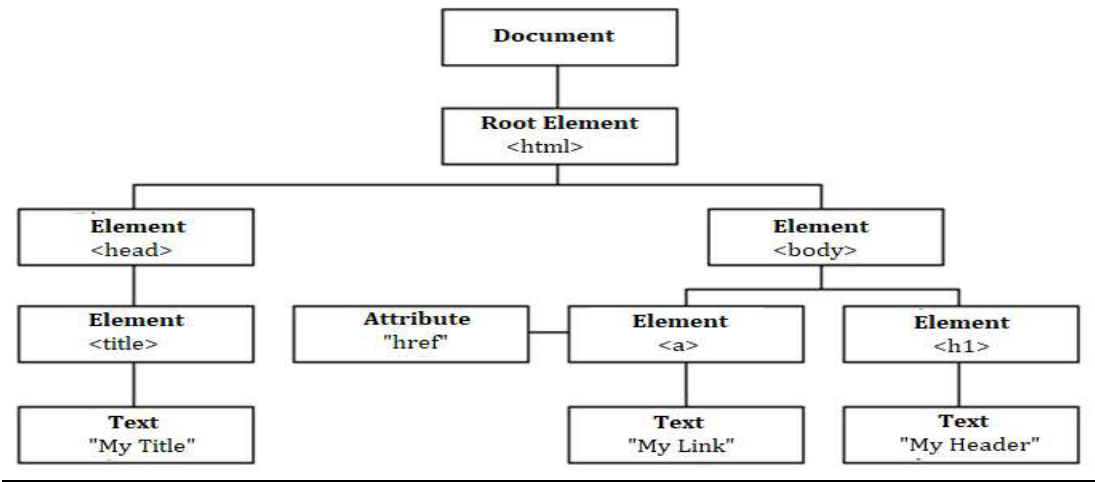 Document
Root Element
<html>
Element
<head>
Element
<body>
Element
<title>
Attribute
"href"
Element
<a>
Element
<h1>
Text
"My Title"
Text
"My Link"
Text
"My Header"